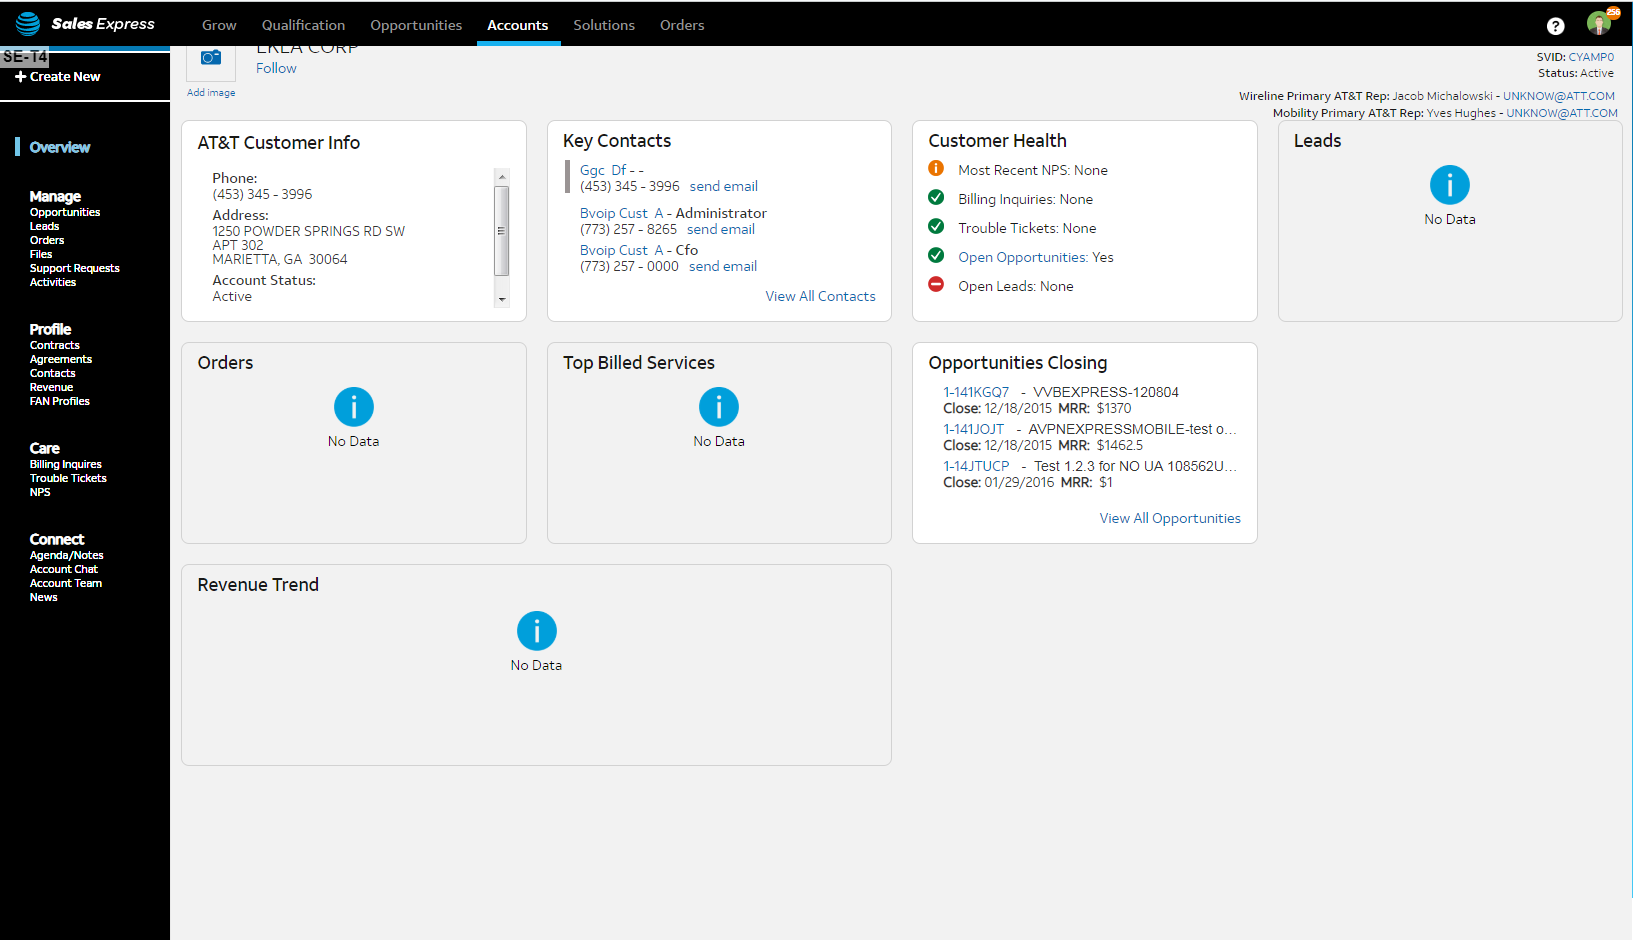 Sales Express
Grow Qualification Opportunities Accounts Solutions Orders
?
256
SE-T4
+ Create New
Overview
Manage
Opportunities
Leads
Orders
Files
Support Requests
Activities
Profile
Contracts
Agreements
Contacts
Revenue
FAN Profiles
Care
Billing Inquires
Trouble Tickets
NPS
Connect
Agenda/Notes
Account Chat
Account Team
News
EKLA CORP
Follow
Add image
SVID: CYAMP0
Status: Active
Wireline Primary AT&T Rep: Jacob Michalowski - UNKNOW@ATT.COM
Mobility Primary AT&T Rep: Yves Hughes - UNKNOW@ATT.COM
AT&T Customer Info
Phone:
(453) 345 - 3996
Address:
1250 POWDER SPRINGS RD SW
APT 302
MARIETTA, GA 30064
Account Status:
Active
Key Contacts
Ggc Df - -
(453) 345 - 3996 send email
Bvoip Cust A - Administrator
(773) 257 - 8265 send email
Bvoip Cust A - Cfo
(773) 257 - 0000 send email
View All Contacts
Customer Health
Most Recent NPS: None
Billing Inquiries: None
Trouble Tickets: None
Open Opportunities: Yes
Open Leads: None
Leads
No Data
Orders
No Data
Top Billed Services
No Data
Opportunities Closing
1-141KGQ7 - VVBEXPRESS-120804
Close: 12/18/2015 MRR: $1370
1-141JOJT - AVPNEXPRESSMOBILE-test o...
Close: 12/18/2015 MRR: $1462.5
1-14JTUCP - Test 1.2.3 for NO UA 108562U...
Close: 01/29/2016 MRR: $1
View All Opportunities
Revenue Trend
No Data